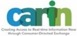 carin
Creating Access to Real-time Information Now
through Consumer-Directed Exchange